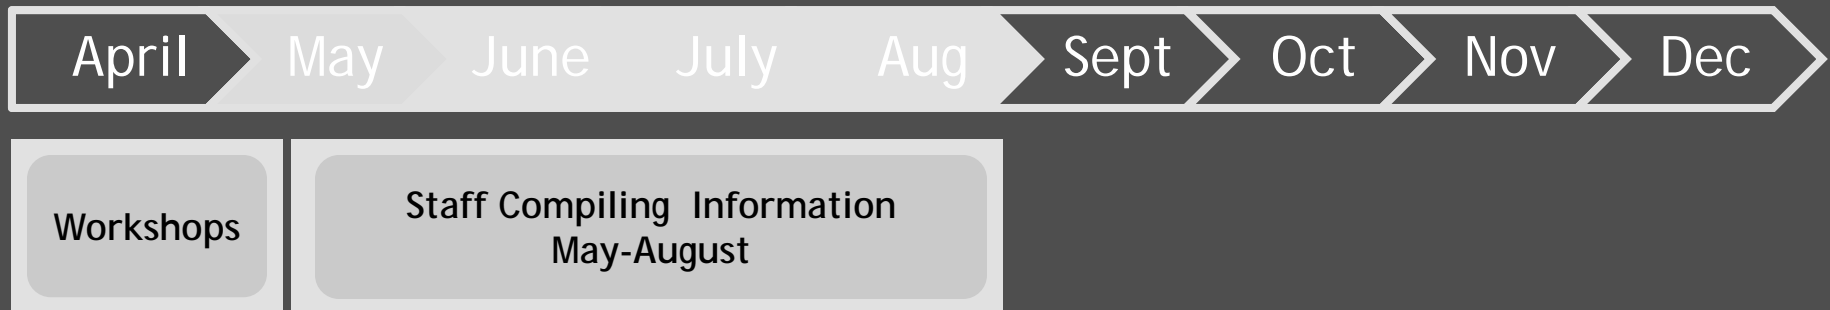 April May June July Aug Sept Oct Nov Dec
Workshops
Staff Compiling Information
May-August